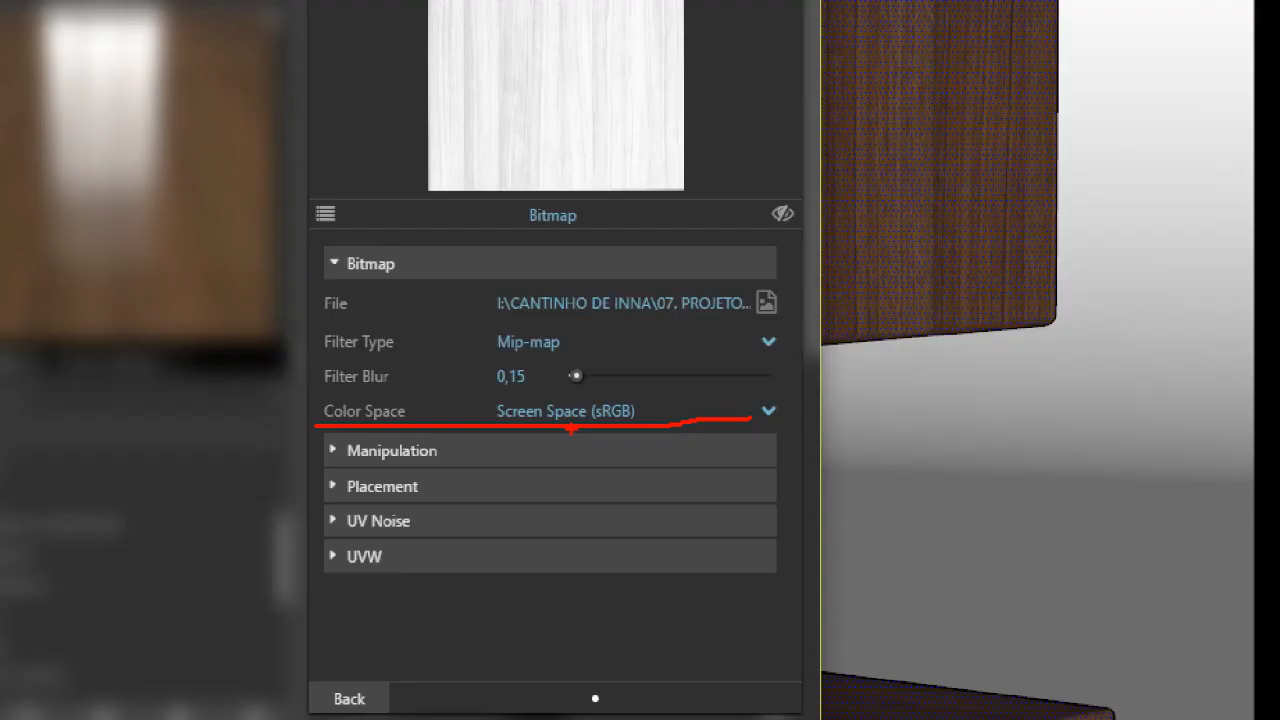 Bitmap
Bitmap
File I:\CANTINHO DE INNA\07. PROJETO...
Filter Type Mip-map
Filter Blur 0,15
Color Space Screen Space (sRGB)
Manipulation
Placement
UV Noise
UVW
Back